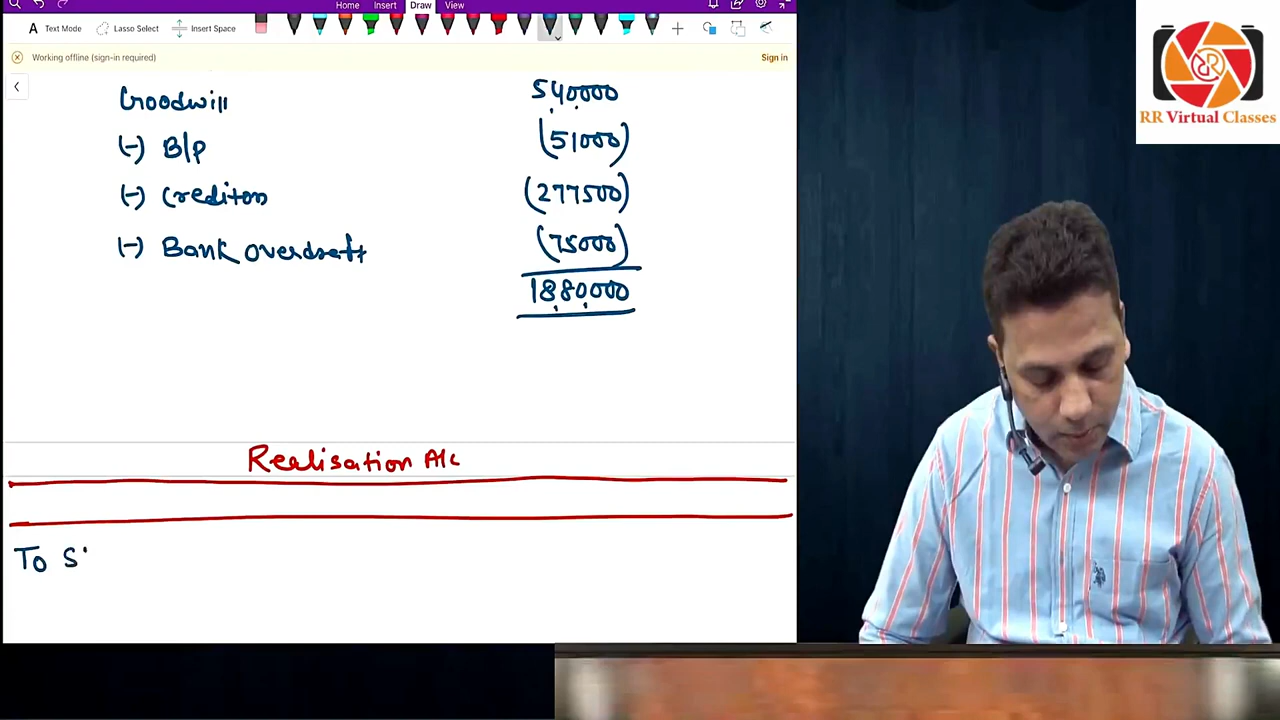 Home Insert Draw View
Text Mode Lasso Select Insert Space
Working offline (sign-in required) Sign in
RR Virtual Classes
Goodwill 540000
(-) B/P (51000)
(-) Creditors (277500)
(-) Bank overdraft (75000)
1880000
Realisation A/c
To S